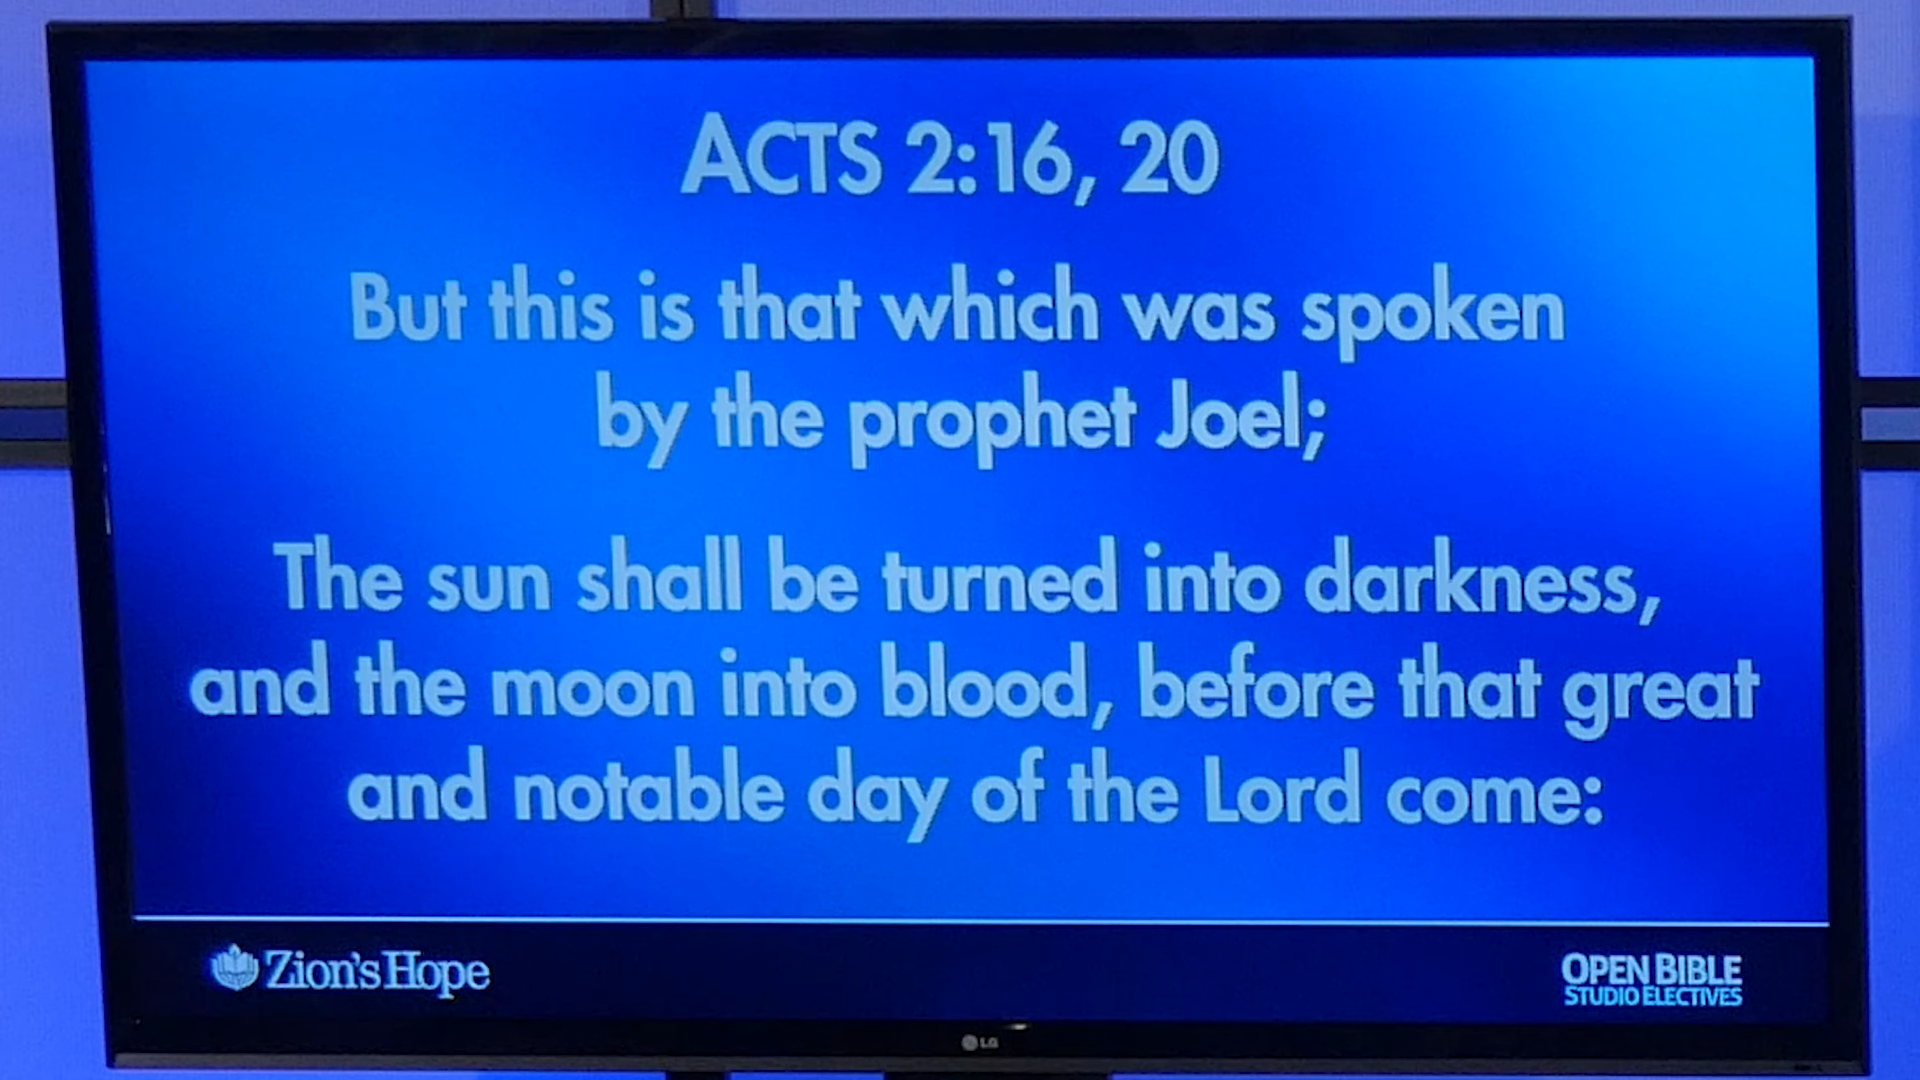 ACTS 2:16, 20
But this is that which was spoken
by the prophet Joel;
The sun shall be turned into darkness,
and the moon into blood, before that great
and notable day of the Lord come:
Zion's Hope
OPEN BIBLE
STUDIO ELECTIVES
LG